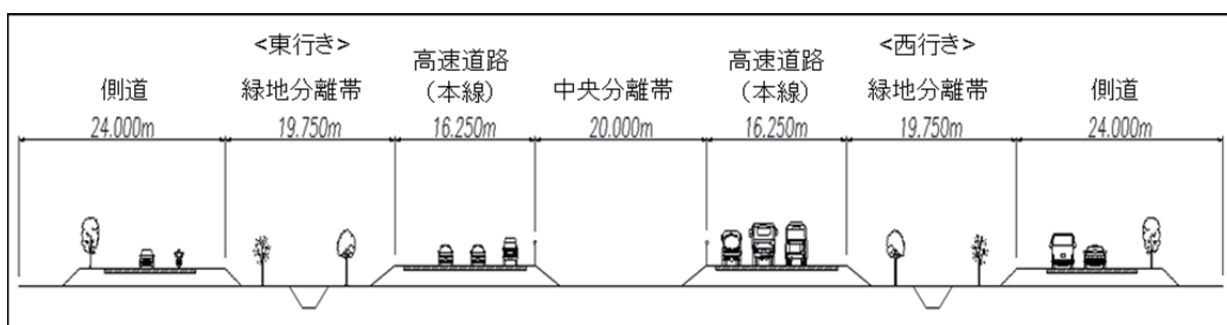 <東行き>
<西行き>
側道
緑地分離帯
高速道路
(本線)
中央分離帯
高速道路
(本線)
緑地分離帯
側道
24.000m
19.750m
16.250m
20.000m
16.250m
19.750m
24.000m